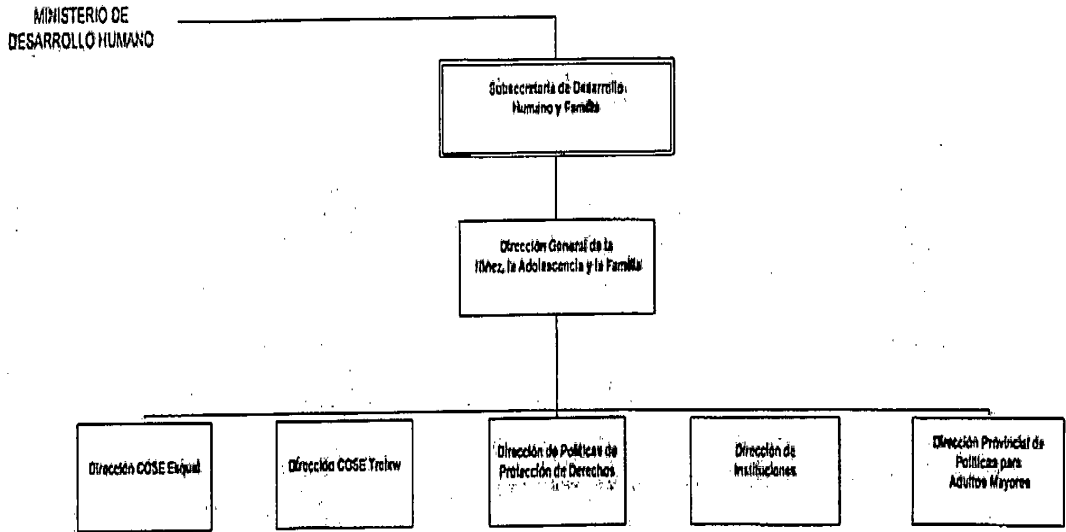 MINISTERIO DE
DESARROLLO HUMANO
Subsecretaría de Desarrollo
Humano y Familia
Dirección General de la
Niñez, la Adolescencia y la Familia
Dirección COSE Esquel
Dirección COSE Trelew
Dirección de Políticas de
Protección de Derechos
Dirección de
Instituciones
Dirección Provincial de
Políticas para
Adultos Mayores